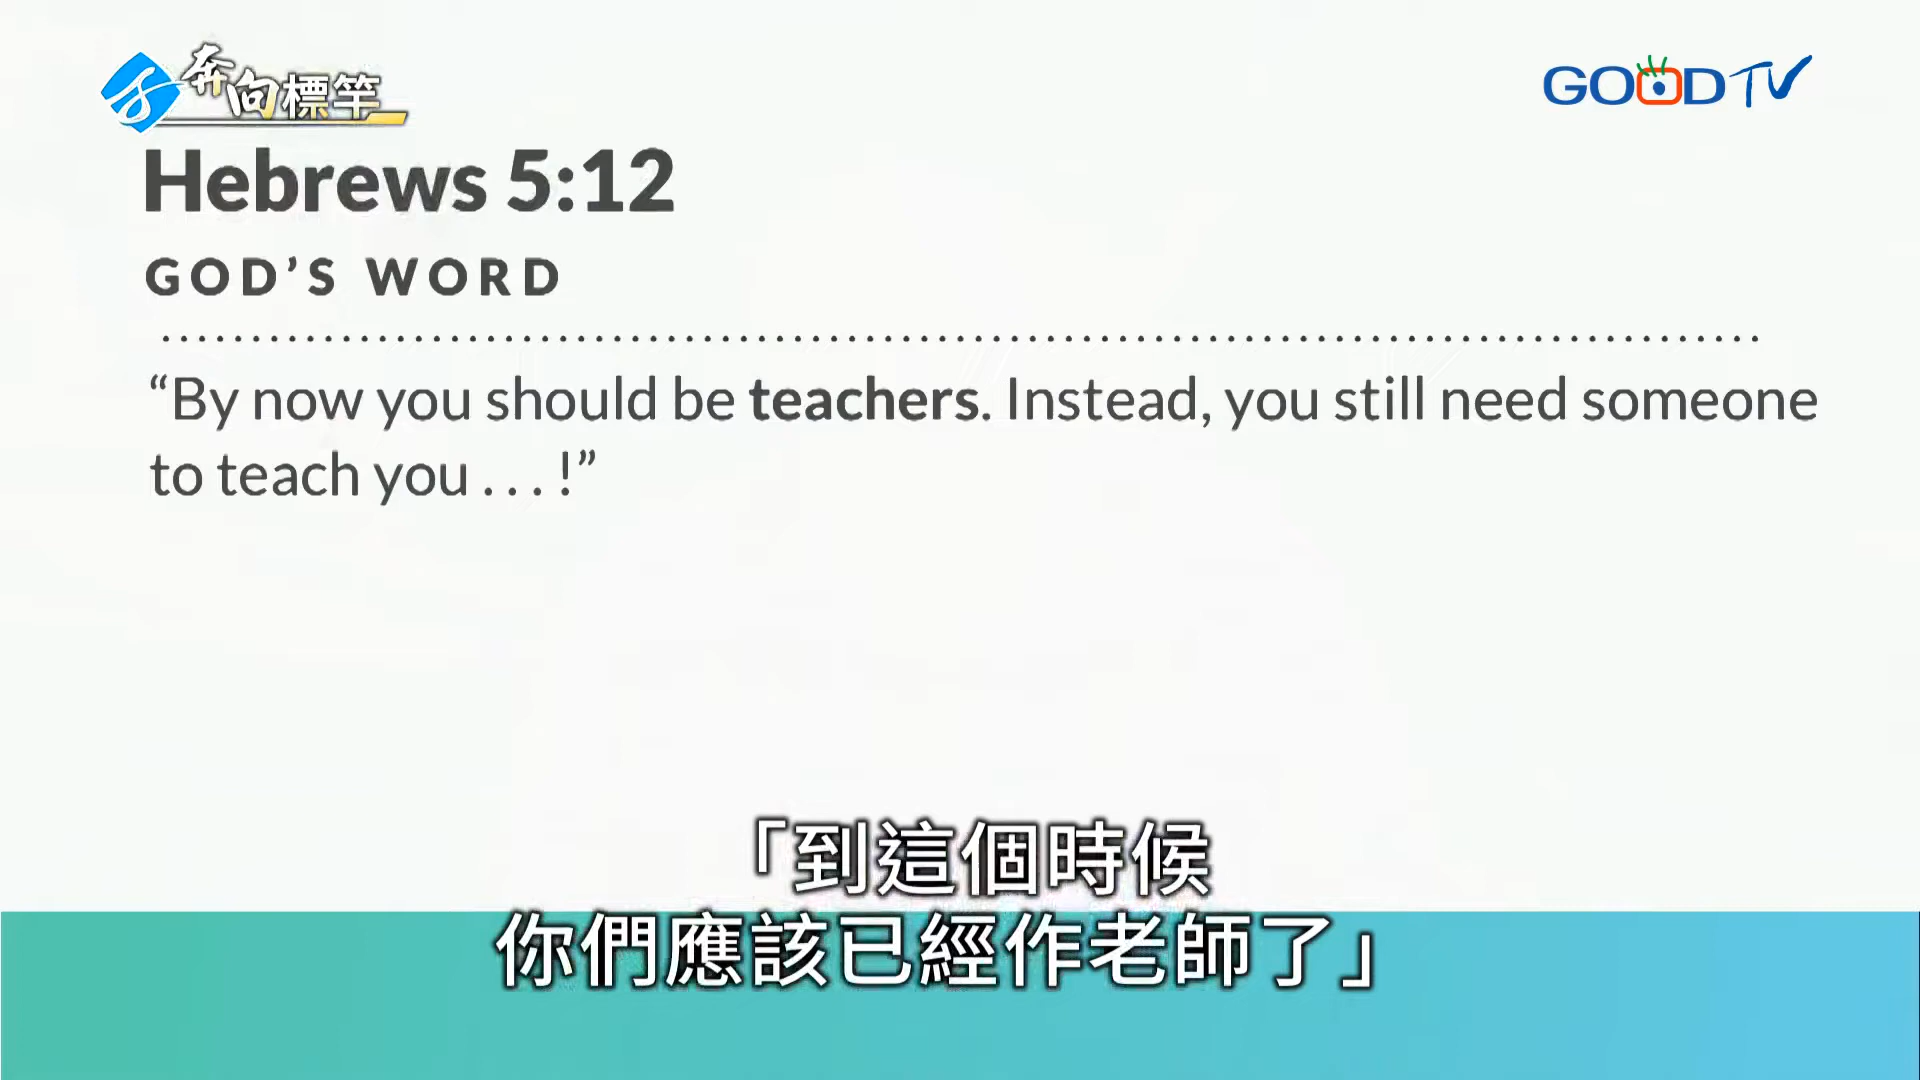 奔向標竿
GOOD TV
Hebrews 5:12
GOD’S WORD
“By now you should be teachers. Instead, you still need someone
to teach you . . . !”
「到這個時候
你們應該已經作老師了」